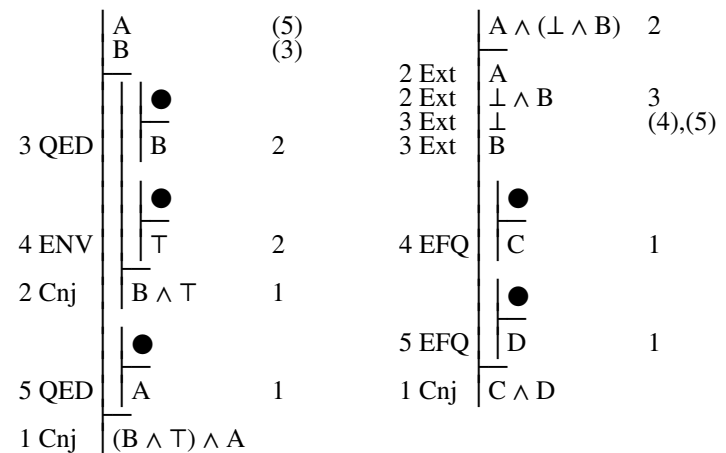 A (5)
B (3)
●
3 QED B 2
●
4 ENV ⊤ 2
2 Cnj B ∧ ⊤ 1
●
5 QED A 1
1 Cnj (B ∧ ⊤) ∧ A
A ∧ (⊥ ∧ B) 2
2 Ext A
2 Ext ⊥ ∧ B 3
3 Ext ⊥ (4),(5)
3 Ext B
●
4 EFQ C 1
●
5 EFQ D 1
1 Cnj C ∧ D